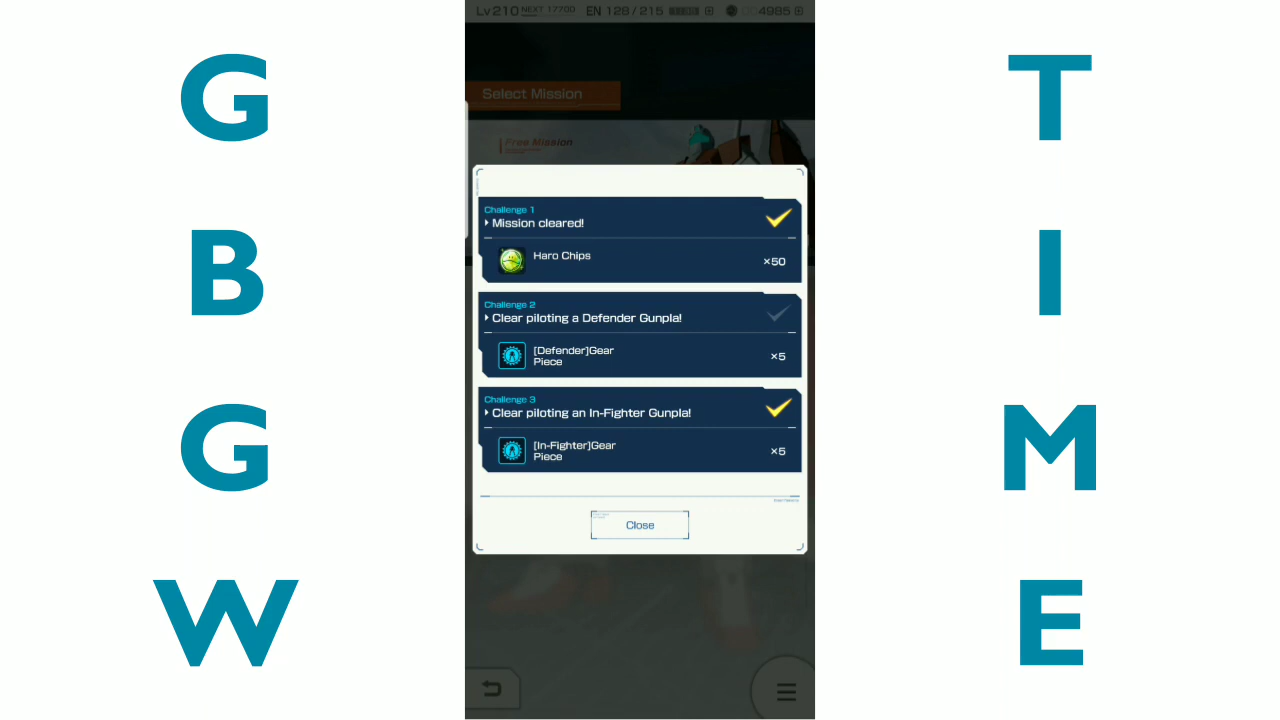 G
B
G
W
Lv210 NEXT 17700 EN 128/215 4985
Select Mission
Free Mission
Challenge 1
Mission cleared!
Haro Chips
×50
Challenge 2
Clear piloting a Defender Gunpla!
[Defender]Gear
Piece
×5
Challenge 3
Clear piloting an In-Fighter Gunpla!
[In-Fighter]Gear
Piece
×5
Close
T
I
M
E